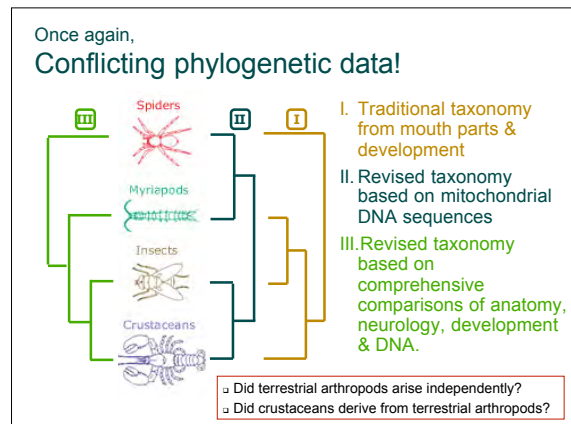 Once again,
Conflicting phylogenetic data!
III
Spiders
II
I
Myriapods
Insects
Crustaceans
I. Traditional taxonomy
from mouth parts &
development
II. Revised taxonomy
based on mitochondrial
DNA sequences
III.Revised taxonomy
based on
comprehensive
comparisons of anatomy,
neurology, development
& DNA.
❑ Did terrestrial arthropods arise independently?
❑ Did crustaceans derive from terrestrial arthropods?